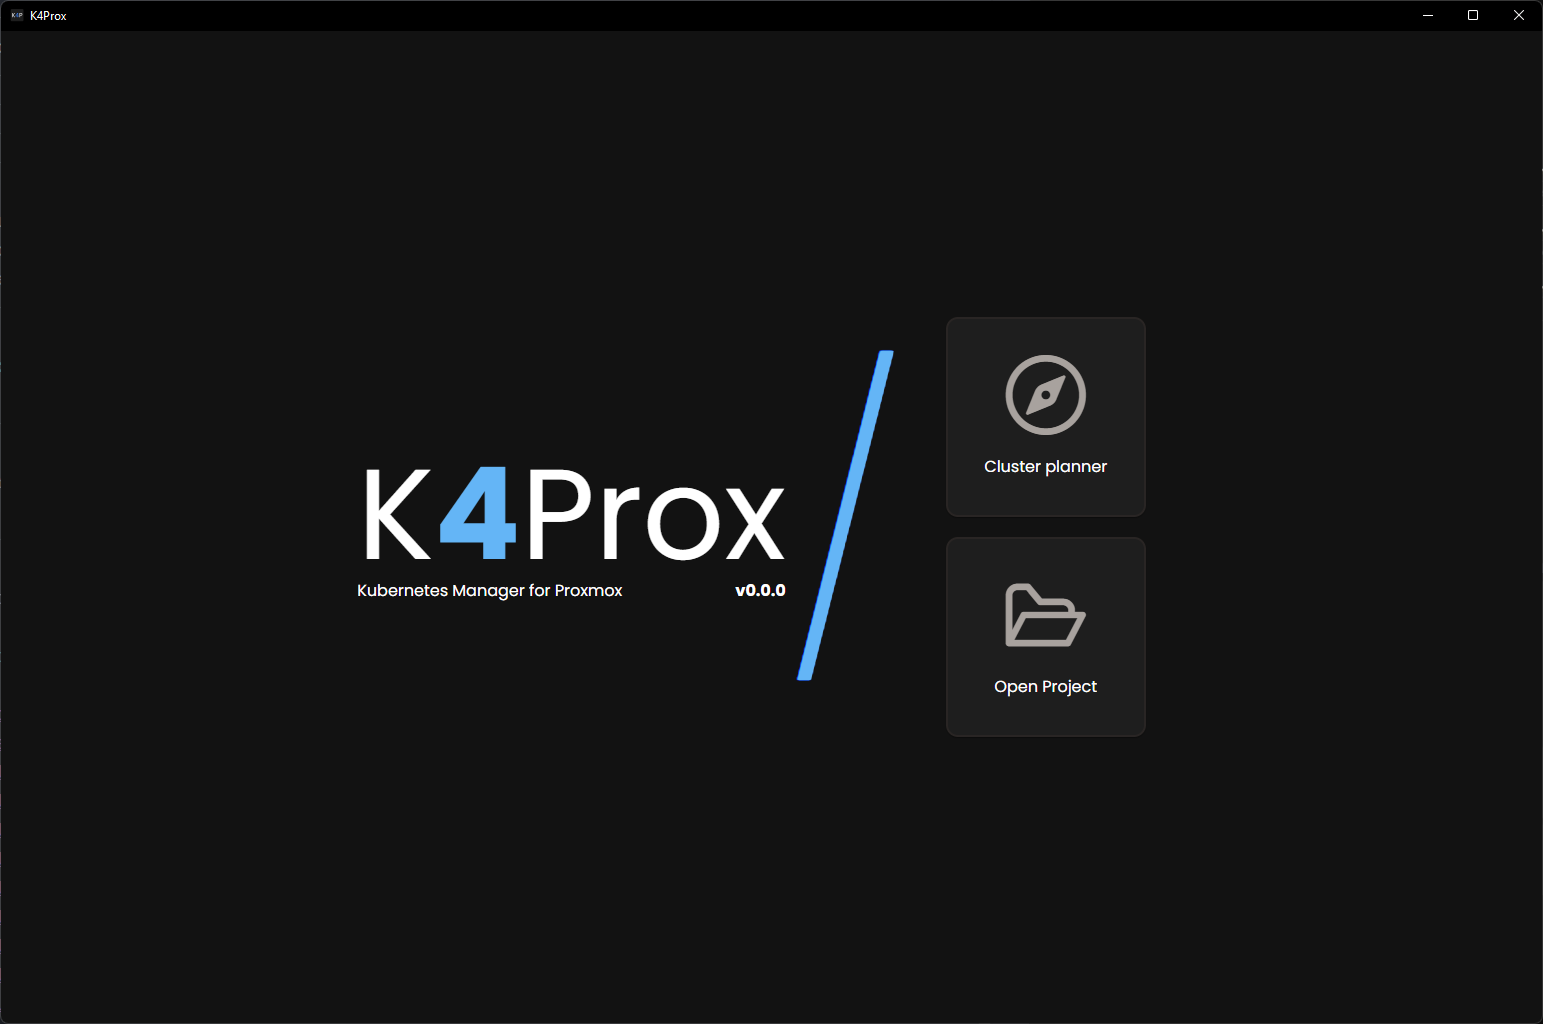 K4Prox
K4Prox
Kubernetes Manager for Proxmox
v0.0.0
Cluster planner
Open Project